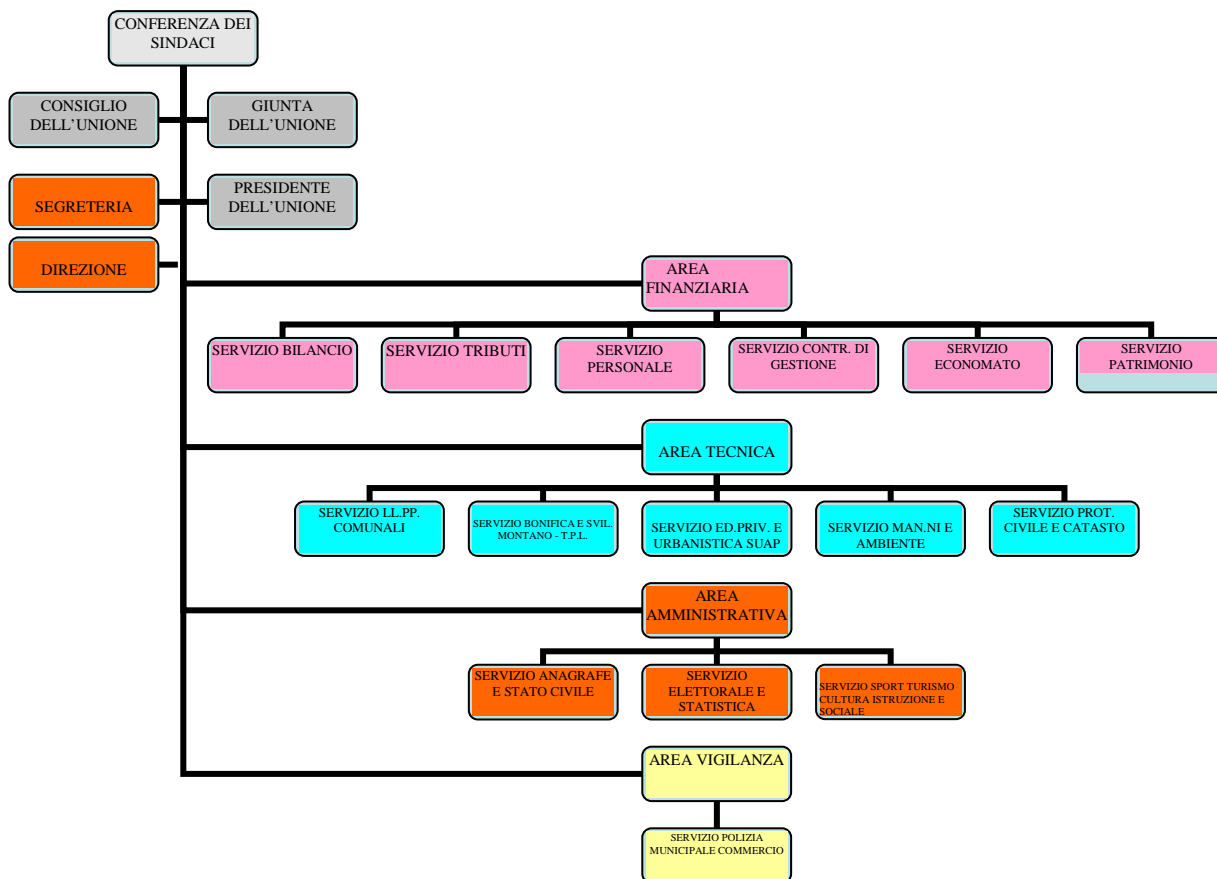 CONFERENZA DEI
SINDACI
CONSIGLIO
DELL'UNIONE
GIUNTA
DELL'UNIONE
SEGRETERIA
PRESIDENTE
DELL'UNIONE
DIREZIONE
AREA
FINANZIARIA
SERVIZIO BILANCIO
SERVIZIO TRIBUTI
SERVIZIO
PERSONALE
SERVIZIO CONTR. DI
GESTIONE
SERVIZIO
ECONOMATO
SERVIZIO
PATRIMONIO
AREA TECNICA
SERVIZIO LL.PP.
COMUNALI
SERVIZIO BONIFICA E SVIL.
MONTANO - T.P.L.
SERVIZIO ED.PRIV. E
URBANISTICA SUAP
SERVIZIO MAN.NI E
AMBIENTE
SERVIZIO PROT.
CIVILE E CATASTO
AREA
AMMINISTRATIVA
SERVIZIO ANAGRAFE
E STATO CIVILE
SERVIZIO
ELETTORALE E
STATISTICA
SERVIZIO SPORT TURISMO
CULTURA ISTRUZIONE E
SOCIALE
AREA VIGILANZA
SERVIZIO POLIZIA
MUNICIPALE COMMERCIO